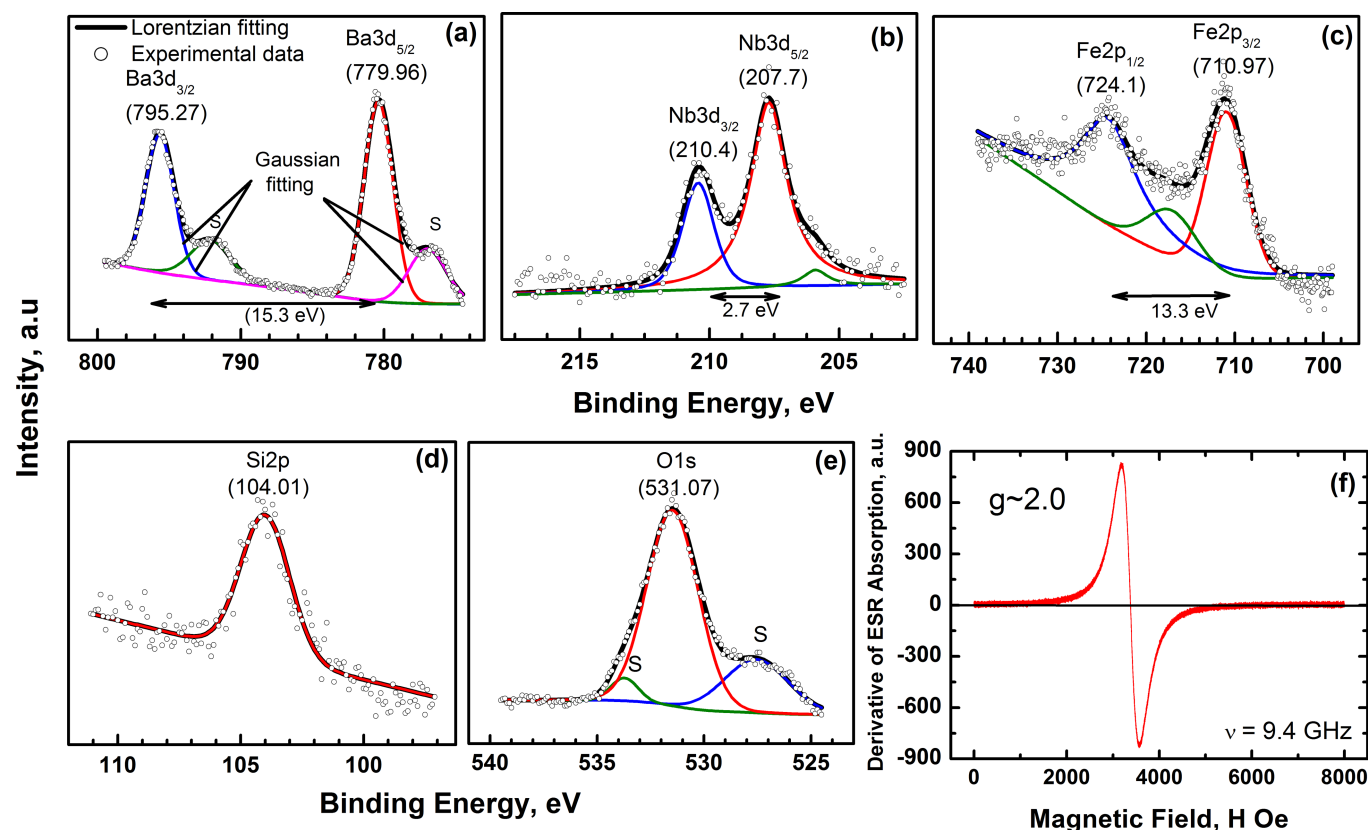 Intensity, a.u
Lorentzian fitting
Experimental data
(a)
Ba3d3/2
(795.27)
Ba3d5/2
(779.96)
Gaussian
fitting
S
S
(15.3 eV)
800 790 780
(b)
Nb3d5/2
(207.7)
Nb3d3/2
(210.4)
2.7 eV
215 210 205
(c)
Fe2p1/2
(724.1)
Fe2p3/2
(710.97)
13.3 eV
740 730 720 710 700
Binding Energy, eV
(d)
Si2p
(104.01)
110 105 100
(e)
O1s
(531.07)
S
S
540 535 530 525
Binding Energy, eV
(f)
Derivative of ESR Absorption, a.u.
900
600
300
0
-300
-600
-900
g~2.0
ν = 9.4 GHz
0 2000 4000 6000 8000
Magnetic Field, H Oe